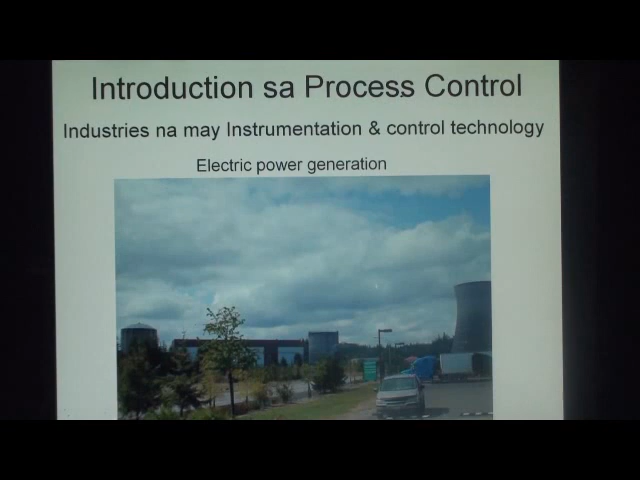 Introduction sa Process Control
Industries na may Instrumentation & control technology
Electric power generation